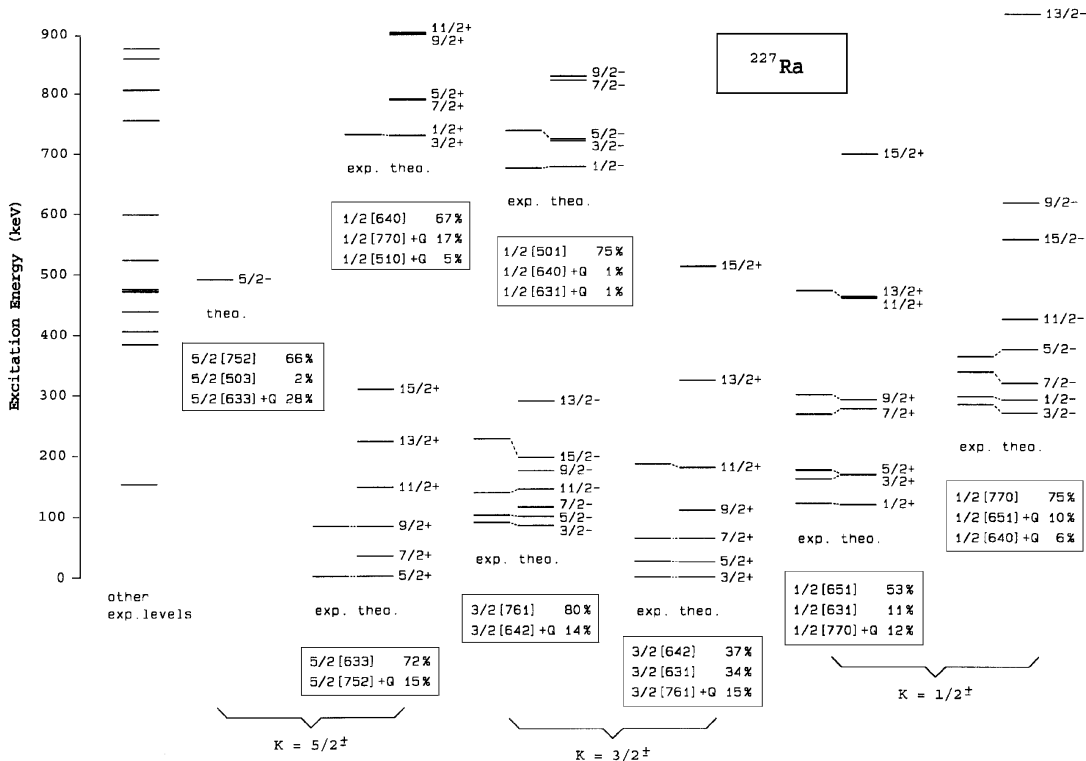 227Ra
Excitation Energy (keV)
900
800
700
600
500
400
300
200
100
0
other
exp.levels
5/2-
theo.
5/2[752] 66%
5/2[503] 2%
5/2[633]+Q 28%
15/2+
13/2+
11/2+
9/2+
7/2+
5/2+
exp. theo.
5/2[633] 72%
5/2[752]+Q 15%
K = 5/2±
11/2+
9/2+
5/2+
7/2+
1/2+
3/2+
exp. theo.
1/2[640] 67%
1/2[770]+Q 17%
1/2[510]+Q 5%
9/2-
7/2-
5/2-
3/2-
1/2-
exp. theo.
1/2[501] 75%
1/2[640]+Q 1%
1/2[631]+Q 1%
13/2-
15/2-
9/2-
11/2-
7/2-
5/2-
3/2-
exp. theo.
3/2[761] 80%
3/2[642]+Q 14%
15/2+
13/2+
11/2+
9/2+
7/2+
5/2+
3/2+
exp. theo.
3/2[642] 37%
3/2[631] 34%
3/2[761]+Q 15%
K = 3/2±
15/2+
13/2+
11/2+
9/2+
7/2+
5/2+
3/2+
1/2+
exp. theo.
1/2[651] 53%
1/2[631] 11%
1/2[770]+Q 12%
13/2-
9/2-
15/2-
11/2-
5/2-
7/2-
1/2-
3/2-
exp. theo.
1/2[770] 75%
1/2[651]+Q 10%
1/2[640]+Q 6%
K = 1/2±